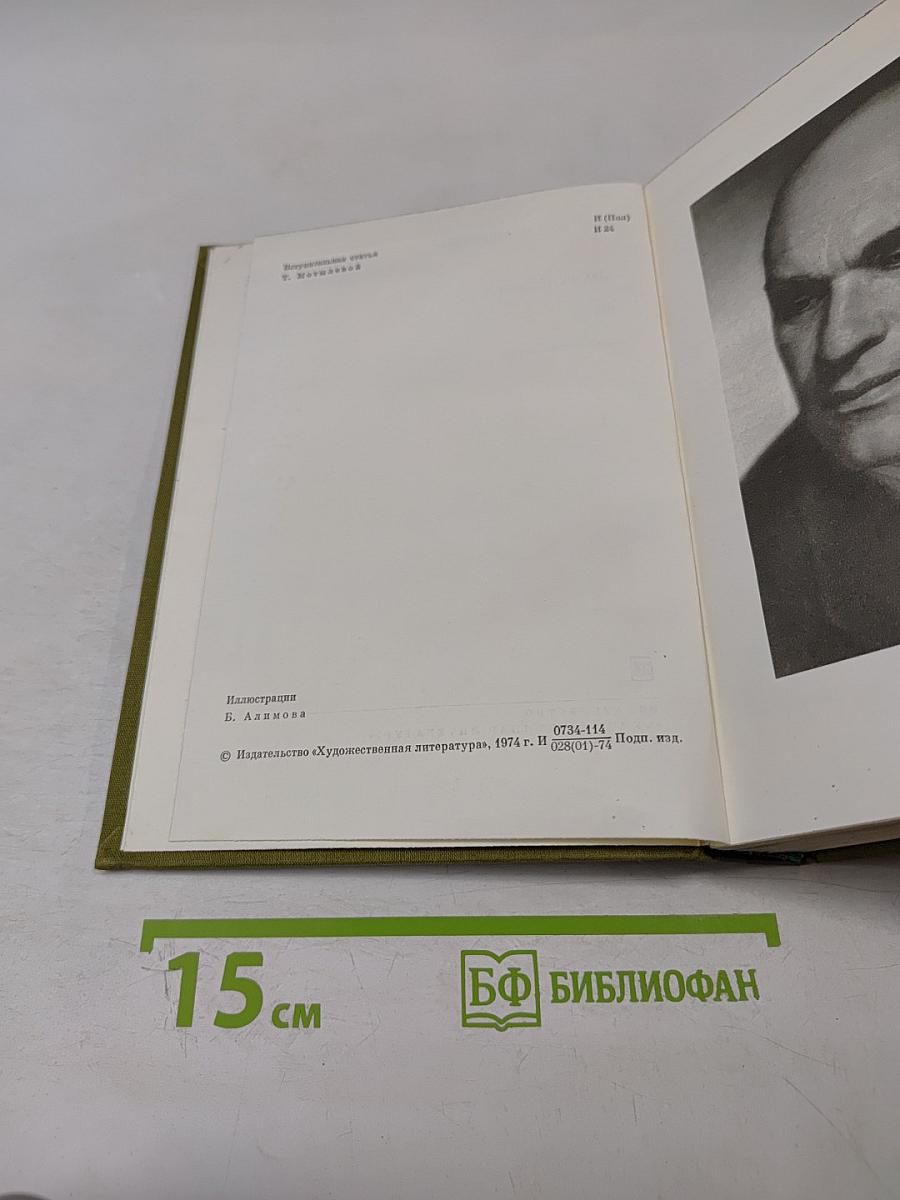 И (Пол)
И 24
Вступительная статья
Т. Мотылевой
Иллюстрации
Б. Алимова
© Издательство «Художественная литература», 1974 г. И 0734-114 / 028(01)-74 Подп. изд.
15 см
БФ БИБЛИОФАН